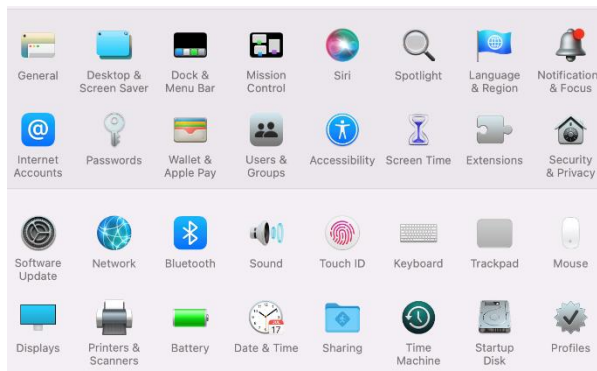 General
Desktop &
Screen Saver
Dock &
Menu Bar
Mission
Control
Siri
Spotlight
Language
& Region
Notification
& Focus
Internet
Accounts
Passwords
Wallet &
Apple Pay
Users &
Groups
Accessibility
Screen Time
Extensions
Security
& Privacy
Software
Update
Network
Bluetooth
Sound
Touch ID
Keyboard
Trackpad
Mouse
Displays
Printers &
Scanners
Battery
JUL
17
Date & Time
Sharing
Time
Machine
Startup
Disk
Profiles